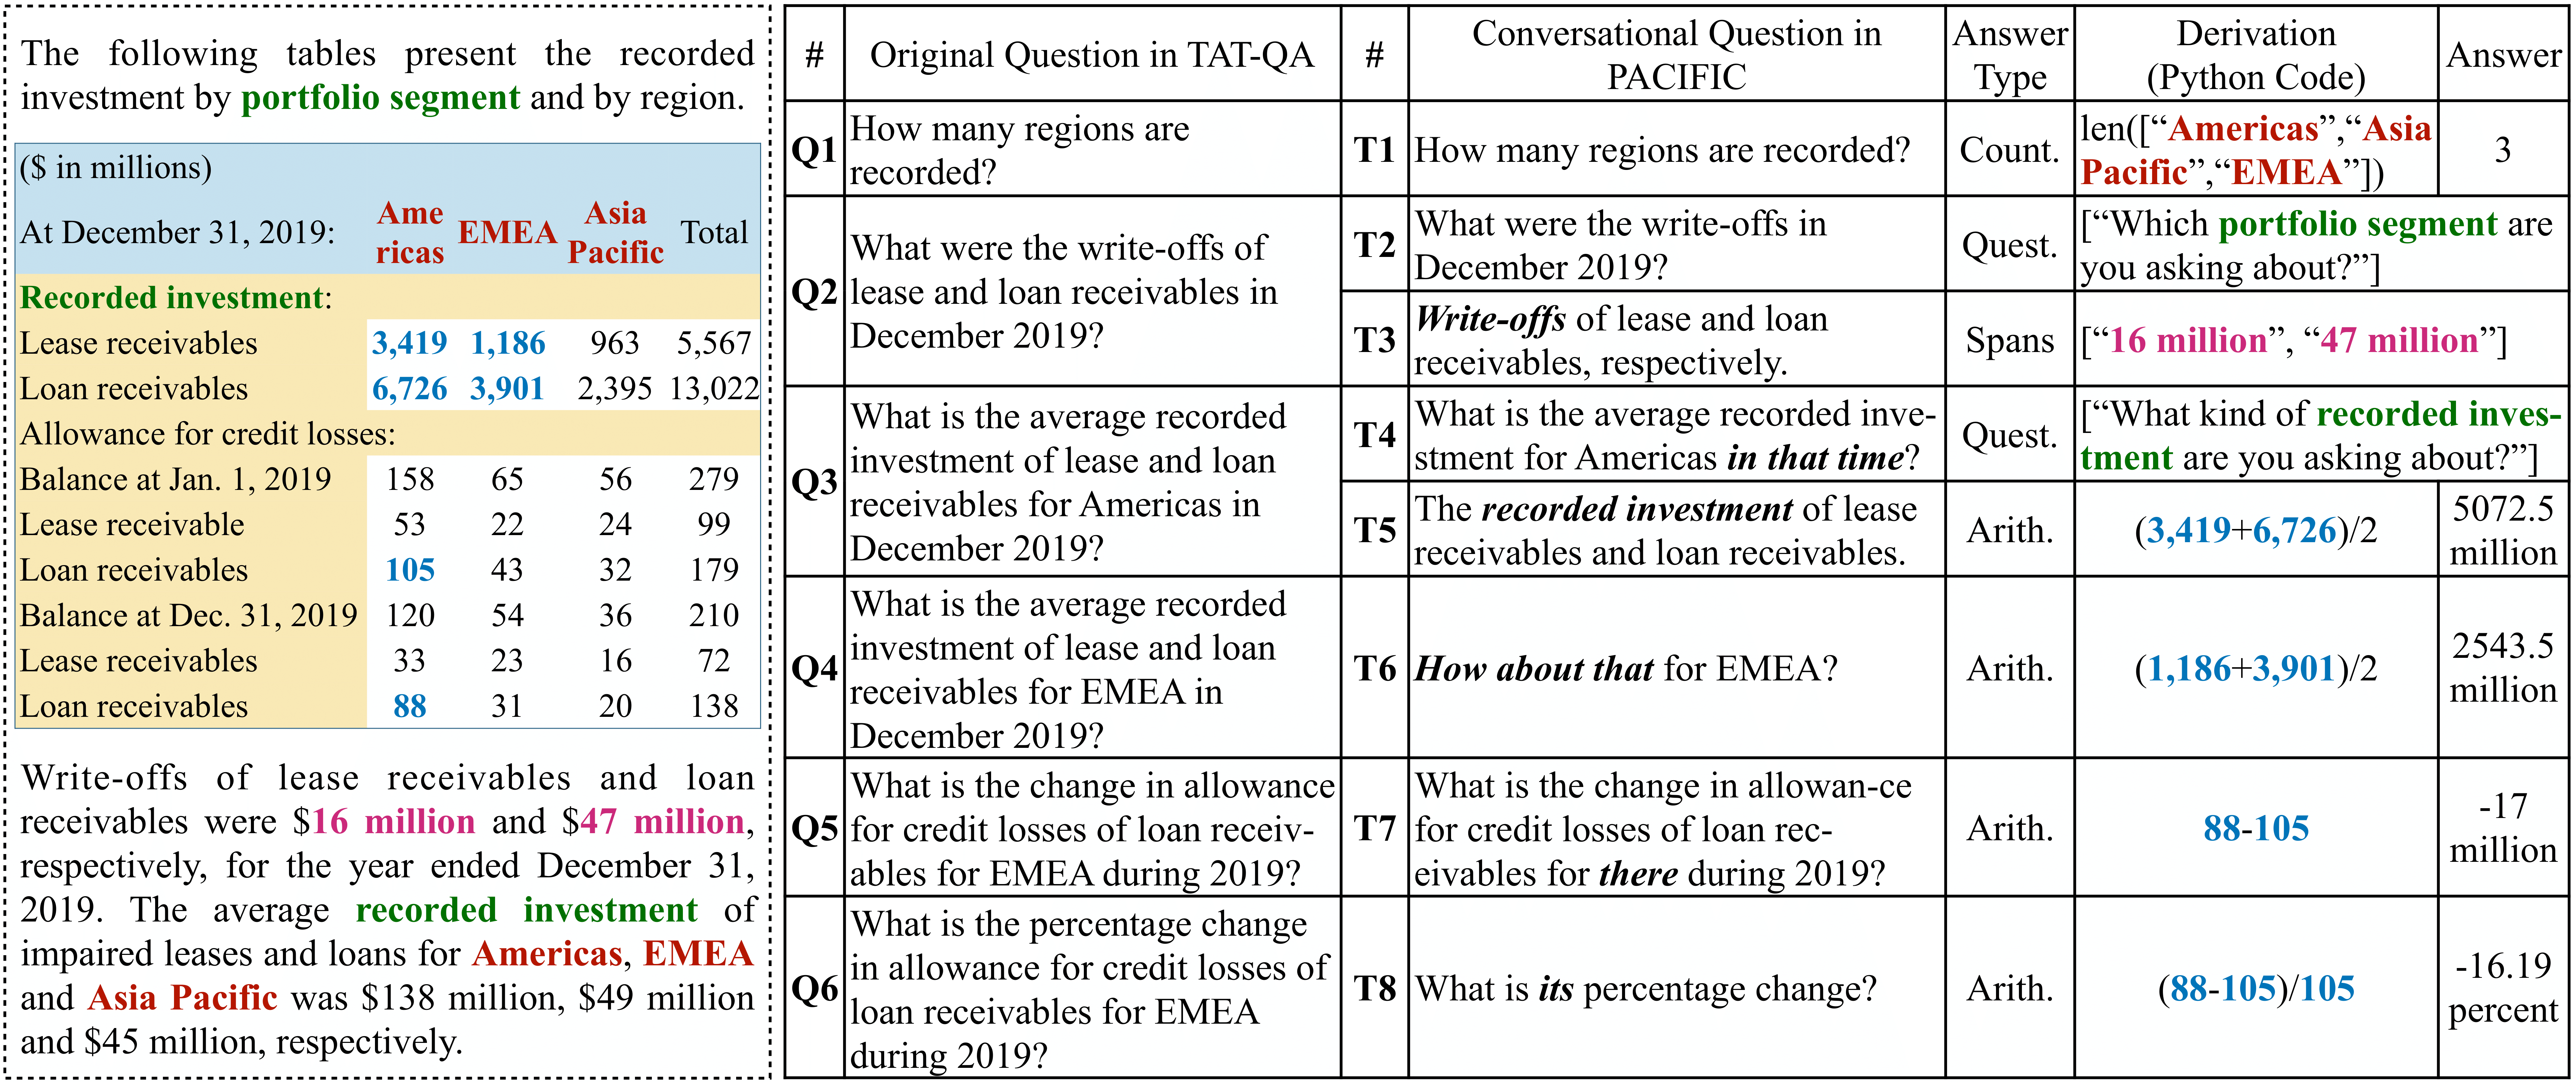 The following tables present the recorded
investment by portfolio segment and by region.
($ in millions)
At December 31, 2019: Ame ricas EMEA Asia Pacific Total
Recorded investment:
Lease receivables 3,419 1,186 963 5,567
Loan receivables 6,726 3,901 2,395 13,022
Allowance for credit losses:
Balance at Jan. 1, 2019 158 65 56 279
Lease receivable 53 22 24 99
Loan receivables 105 43 32 179
Balance at Dec. 31, 2019 120 54 36 210
Lease receivables 33 23 16 72
Loan receivables 88 31 20 138
Write-offs of lease receivables and loan
receivables were $16 million and $47 million,
respectively, for the year ended December 31,
2019. The average recorded investment of
impaired leases and loans for Americas, EMEA
and Asia Pacific was $138 million, $49 million
and $45 million, respectively.
# Original Question in TAT-QA # Conversational Question in PACIFIC Answer Type Derivation (Python Code) Answer
Q1
How many regions are
recorded?
T1 How many regions are recorded? Count.
len(["Americas","Asia
Pacific","EMEA"])
3
Q2
What were the write-offs of
lease and loan receivables in
December 2019?
T2
What were the write-offs in
December 2019?
Quest.
["Which portfolio segment are
you asking about?"]
T3
Write-offs of lease and loan
receivables, respectively.
Spans
["16 million", "47 million"]
Q3
What is the average recorded
investment of lease and loan
receivables for Americas in
December 2019?
T4
What is the average recorded inve-
stment for Americas in that time?
Quest.
["What kind of recorded inves-
tment are you asking about?"]
T5
The recorded investment of lease
receivables and loan receivables.
Arith.
(3,419+6,726)/2
5072.5
million
Q4
What is the average recorded
investment of lease and loan
receivables for EMEA in
December 2019?
T6
How about that for EMEA?
Arith.
(1,186+3,901)/2
2543.5
million
Q5
What is the change in allowance
for credit losses of loan receiv-
ables for EMEA during 2019?
T7
What is the change in allowan-ce
for credit losses of loan rec-
eivables for there during 2019?
Arith.
88-105
-17
million
Q6
What is the percentage change
in allowance for credit losses of
loan receivables for EMEA
during 2019?
T8
What is its percentage change?
Arith.
(88-105)/105
-16.19
percent